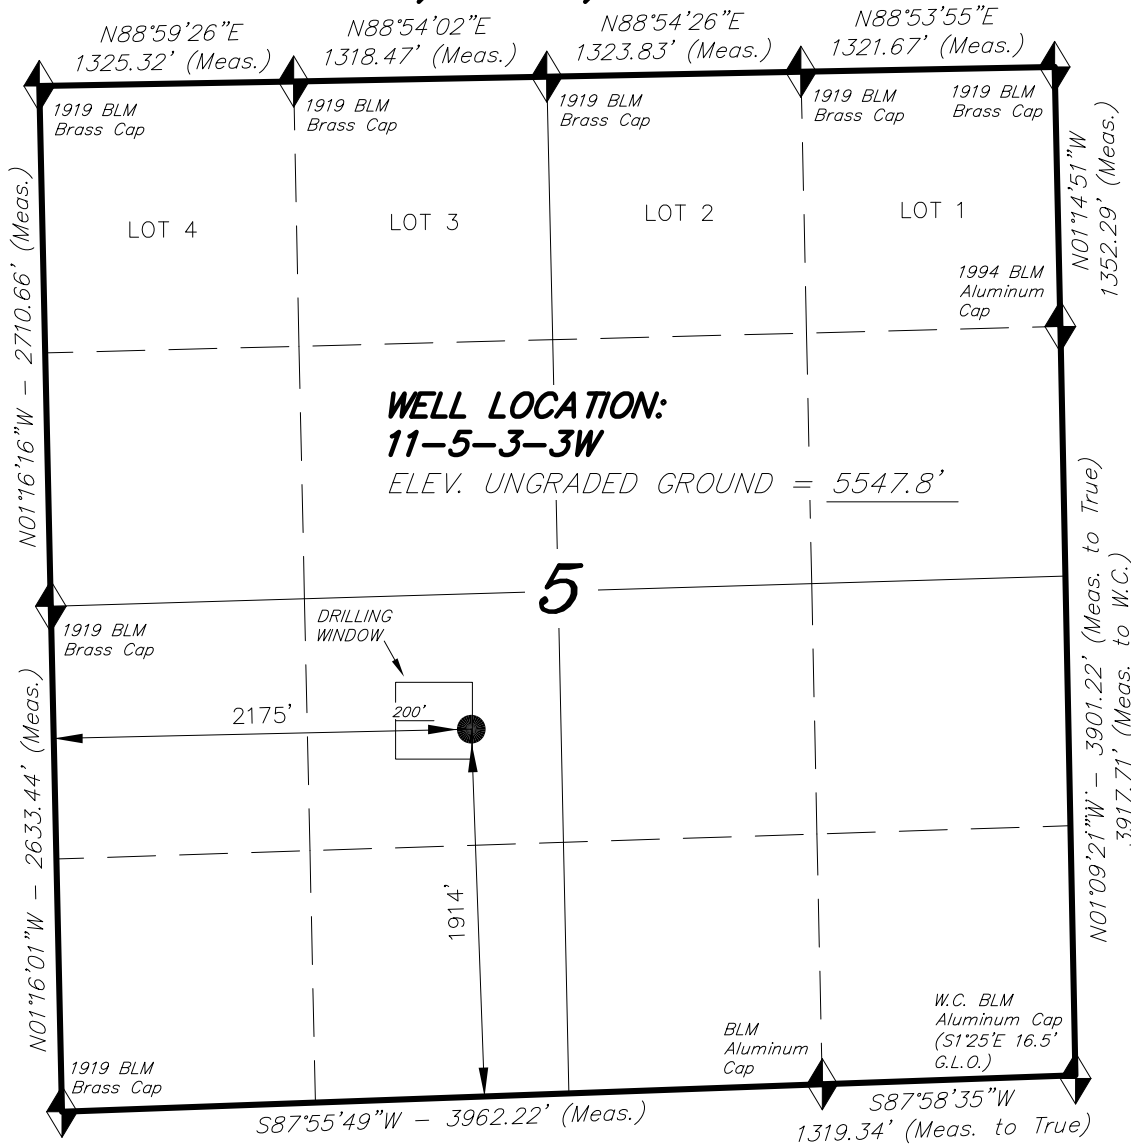 N88°59'26"E
1325.32' (Meas.)
N88°54'02"E
1318.47' (Meas.)
N88°54'26"E
1323.83' (Meas.)
N88°53'55"E
1321.67' (Meas.)
1919 BLM
Brass Cap
1919 BLM
Brass Cap
1919 BLM
Brass Cap
1919 BLM
Brass Cap
1919 BLM
Brass Cap
N01°14'51"W
1352.29' (Meas.)
LOT 4
LOT 3
LOT 2
LOT 1
N01°16'16"W - 2710.66' (Meas.)
1994 BLM
Aluminum
Cap
WELL LOCATION:
11-5-3-3W
ELEV. UNGRADED GROUND = 5547.8'
5
1919 BLM
Brass Cap
DRILLING
WINDOW
2175'
200'
1914'
N01°09'21"W - 3901.22' (Meas. to True)
3917.71' (Meas. to W.C.)
N01°16'01"W - 2633.44' (Meas.)
1919 BLM
Brass Cap
BLM
Aluminum
Cap
W.C. BLM
Aluminum Cap
(S1°25'E 16.5'
G.L.O.)
S87°55'49"W - 3962.22' (Meas.)
S87°58'35"W
1319.34' (Meas. to True)